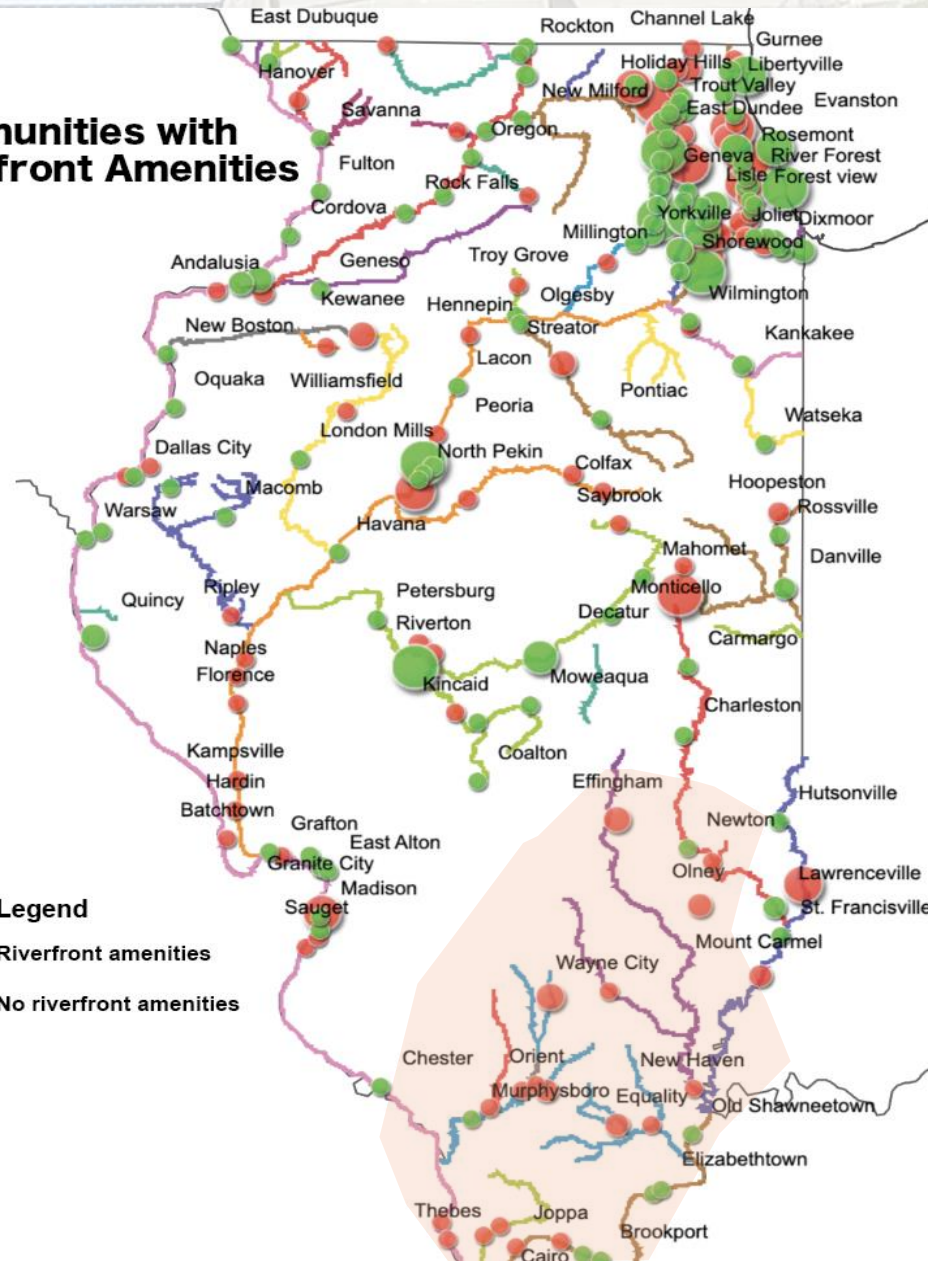 East Dubuque
Rockton
Channel Lake
Gurnee
Hanover
Holiday Hills
Libertyville
New Milford
Trout Valley
Savanna
East Dundee
Evanston
munities with
Oregon
Rosemont
front Amenities
Fulton
Geneva
River Forest
Rock Falls
Lisle
Forest view
Cordova
Yorkville
Joliet
Dixmoor
Millington
Shorewood
Andalusia
Geneso
Troy Grove
Kewanee
Hennepin
Olgesby
Wilmington
New Boston
Streator
Kankakee
Lacon
Oquaka
Williamsfield
Pontiac
Peoria
Watseka
London Mills
Dallas City
North Pekin
Colfax
Macomb
Saybrook
Hoopeston
Warsaw
Havana
Rossville
Mahomet
Danville
Ripley
Petersburg
Monticello
Quincy
Decatur
Riverton
Camargo
Naples
Florence
Kincaid
Moweaqua
Charleston
Kampsville
Coalton
Hardin
Effingham
Hutsonville
Batchtown
Grafton
Newton
East Alton
Granite City
Olney
Lawrenceville
Madison
Legend
Sauget
St. Francisville
Riverfront amenities
Mount Carmel
Wayne City
No riverfront amenities
Chester
Orient
New Haven
Murphysboro
Equality
Old Shawneetown
Elizabethtown
Thebes
Joppa
Brookport
Cairo